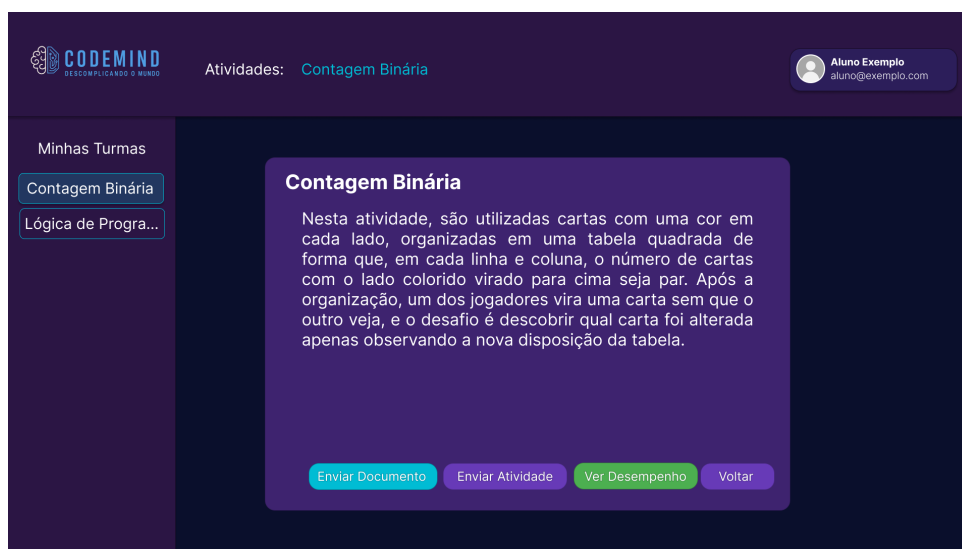 CODEMIND
DESCOMPLICANDO O MUNDO
Atividades: Contagem Binária
Aluno Exemplo
aluno@exemplo.com
Minhas Turmas
Contagem Binária
Lógica de Progra...
Contagem Binária
Nesta atividade, são utilizadas cartas com uma cor em
cada lado, organizadas em uma tabela quadrada de
forma que, em cada linha e coluna, o número de cartas
com o lado colorido virado para cima seja par. Após a
organização, um dos jogadores vira uma carta sem que o
outro veja, e o desafio é descobrir qual carta foi alterada
apenas observando a nova disposição da tabela.
Enviar Documento Enviar Atividade Ver Desempenho Voltar